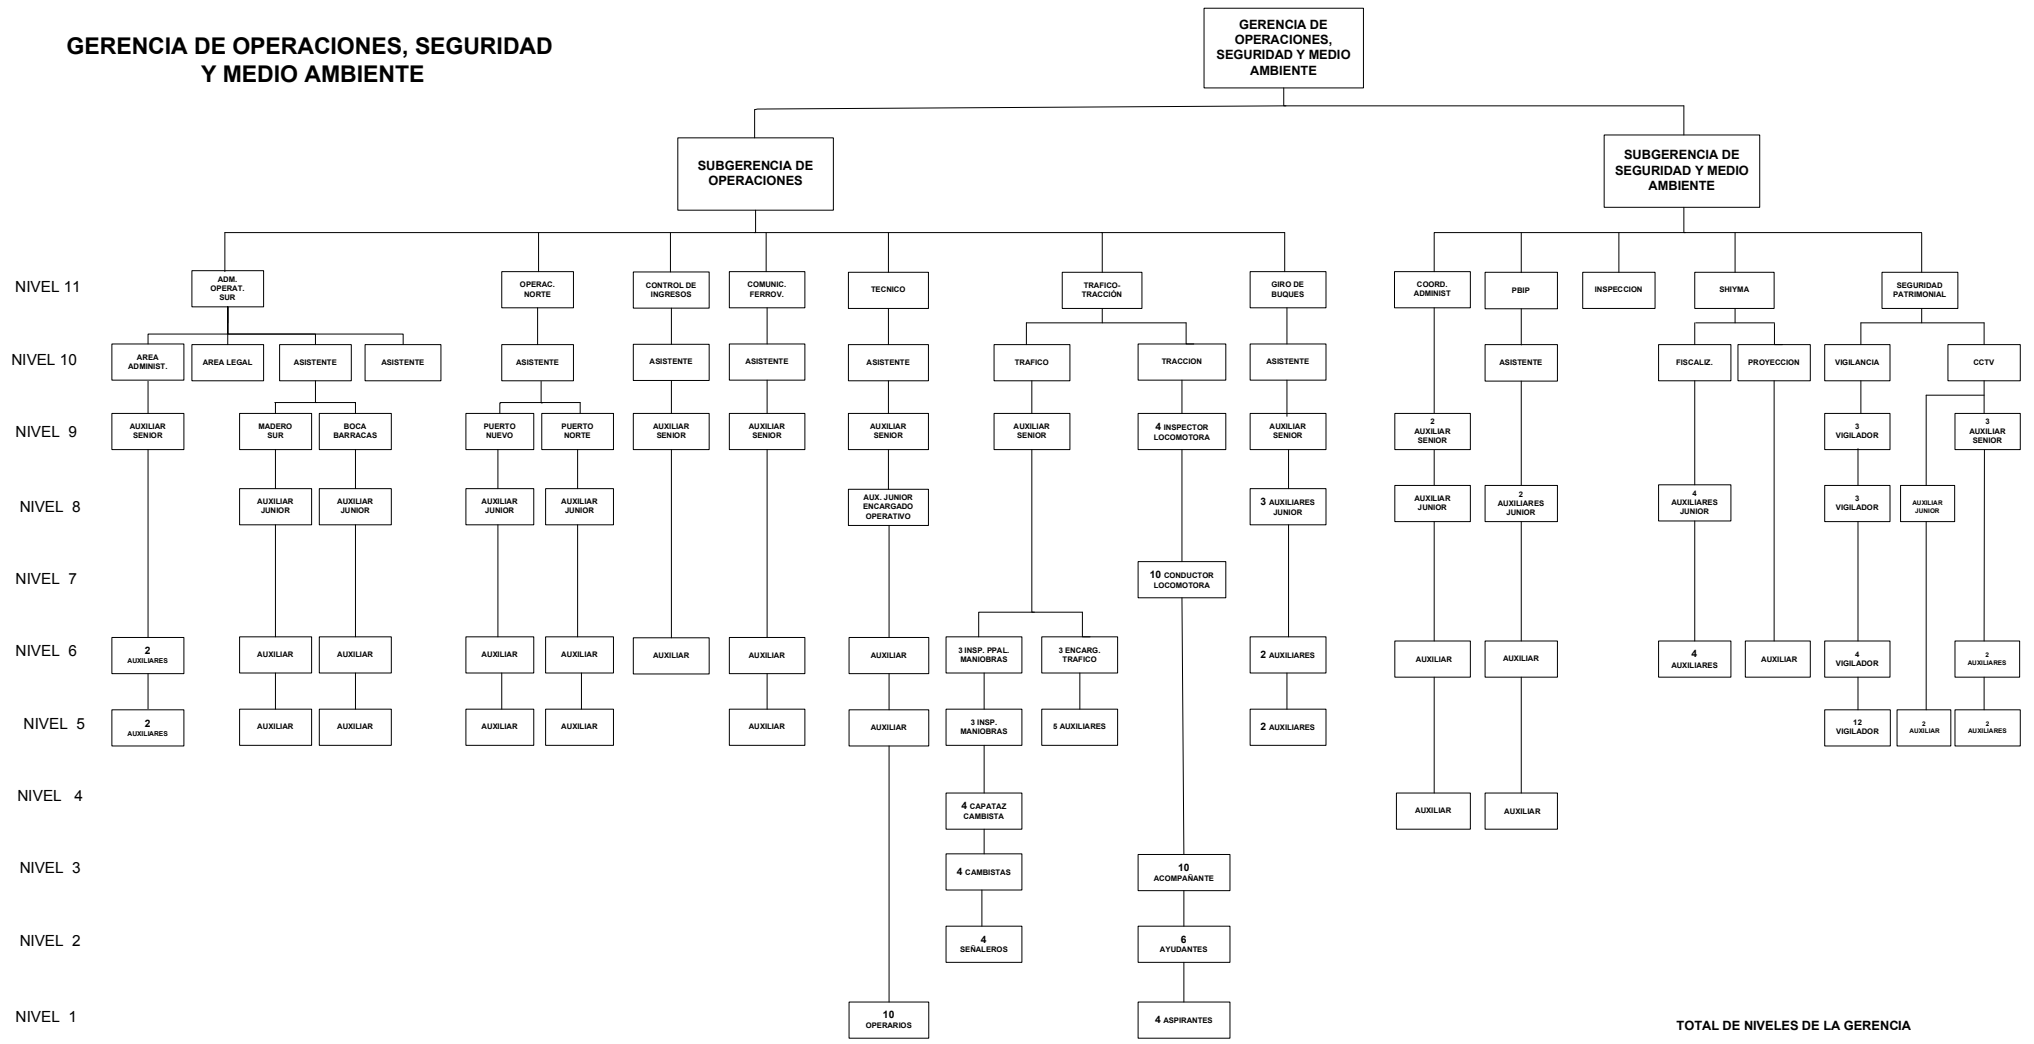 GERENCIA DE OPERACIONES, SEGURIDAD
Y MEDIO AMBIENTE
GERENCIA DE
OPERACIONES,
SEGURIDAD Y MEDIO
AMBIENTE
SUBGERENCIA DE
OPERACIONES
SUBGERENCIA DE
SEGURIDAD Y MEDIO
AMBIENTE
NIVEL 11
ADM.
OPERAT.
SUR
OPERAC.
NORTE
CONTROL DE
INGRESOS
COMUNIC.
FERROV.
TECNICO
TRAFICO-
TRACCIÓN
GIRO DE
BUQUES
COORD.
ADMINIST
PBIP
INSPECCION
SHIYMA
SEGURIDAD
PATRIMONIAL
NIVEL 10
AREA
ADMINIST.
AREA LEGAL
ASISTENTE
ASISTENTE
ASISTENTE
ASISTENTE
ASISTENTE
ASISTENTE
TRAFICO
TRACCION
ASISTENTE
ASISTENTE
FISCALIZ.
PROYECCION
VIGILANCIA
CCTV
NIVEL 9
AUXILIAR
SENIOR
MADERO
SUR
BOCA
BARRACAS
PUERTO
NUEVO
PUERTO
NORTE
AUXILIAR
SENIOR
AUXILIAR
SENIOR
AUXILIAR
SENIOR
AUXILIAR
SENIOR
4 INSPECTOR
LOCOMOTORA
AUXILIAR
SENIOR
2
AUXILIAR
SENIOR
3
VIGILADOR
3
AUXILIAR
SENIOR
NIVEL 8
AUXILIAR
JUNIOR
AUXILIAR
JUNIOR
AUXILIAR
JUNIOR
AUXILIAR
JUNIOR
AUX. JUNIOR
ENCARGADO
OPERATIVO
3 AUXILIARES
JUNIOR
AUXILIAR
JUNIOR
2
AUXILIARES
JUNIOR
4
AUXILIARES
JUNIOR
3
VIGILADOR
AUXILIAR
JUNIOR
NIVEL 7
10 CONDUCTOR
LOCOMOTORA
NIVEL 6
2
AUXILIARES
AUXILIAR
AUXILIAR
AUXILIAR
AUXILIAR
AUXILIAR
AUXILIAR
AUXILIAR
3 INSP. PPAL.
MANIOBRAS
3 ENCARG.
TRAFICO
2 AUXILIARES
AUXILIAR
AUXILIAR
4
AUXILIARES
AUXILIAR
4
VIGILADOR
2
AUXILIARES
NIVEL 5
2
AUXILIARES
AUXILIAR
AUXILIAR
AUXILIAR
AUXILIAR
AUXILIAR
AUXILIAR
3 INSP.
MANIOBRAS
5 AUXILIARES
2 AUXILIARES
12
VIGILADOR
2
AUXILIAR
2
AUXILIARES
NIVEL 4
4 CAPATAZ
CAMBISTA
AUXILIAR
AUXILIAR
NIVEL 3
4 CAMBISTAS
10
ACOMPAÑANTE
NIVEL 2
4
SEÑALEROS
6
AYUDANTES
NIVEL 1
10
OPERARIOS
4 ASPIRANTES
TOTAL DE NIVELES DE LA GERENCIA